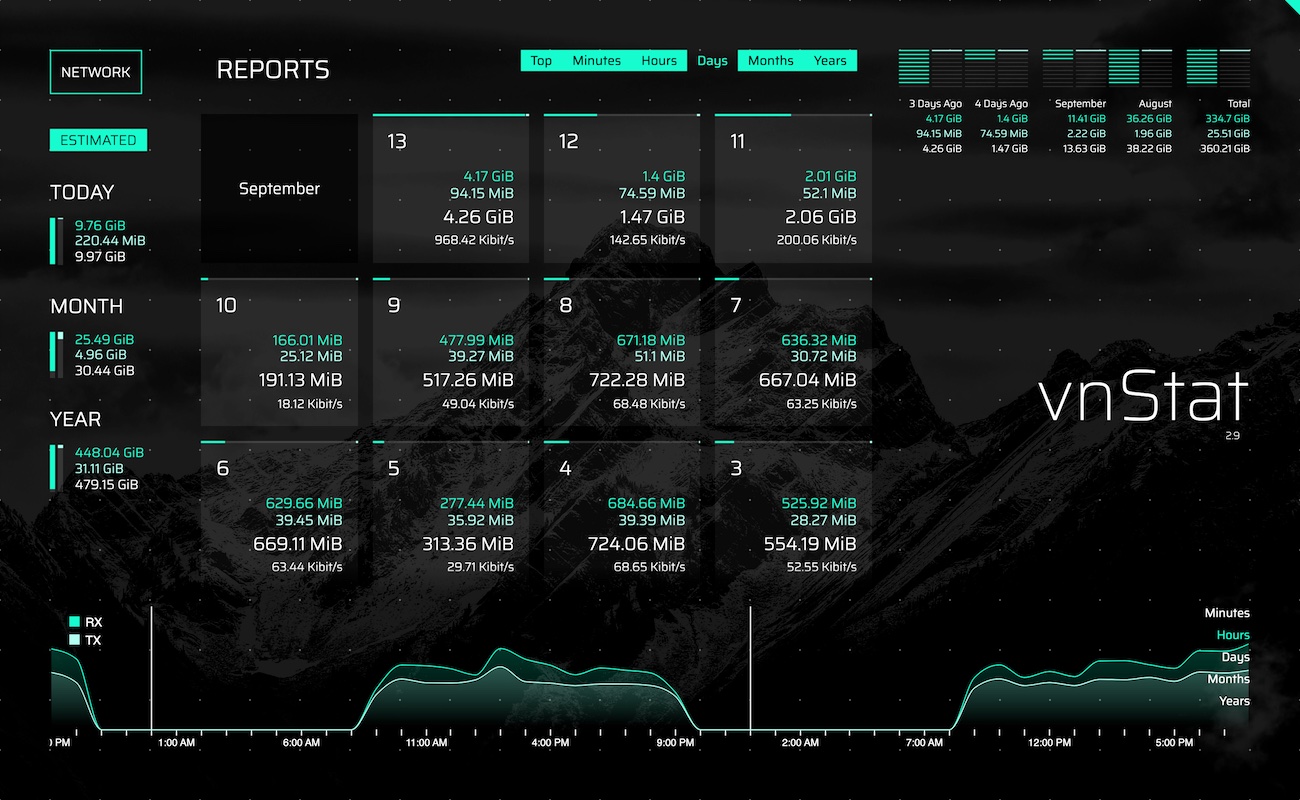 NETWORK
REPORTS
Top Minutes Hours Days Months Years
3 Days Ago 4 Days Ago September August Total
4.17 GiB 1.4 GiB 11.41 GiB 36.26 GiB 334.7 GiB
94.15 MiB 74.59 MiB 2.22 GiB 1.96 GiB 25.51 GiB
4.26 GiB 1.47 GiB 13.63 GiB 38.22 GiB 360.21 GiB
ESTIMATED
TODAY
9.76 GiB
220.44 MiB
9.97 GiB
MONTH
25.49 GiB
4.96 GiB
30.44 GiB
YEAR
448.04 GiB
31.11 GiB
479.15 GiB
September
13
4.17 GiB
94.15 MiB
4.26 GiB
968.42 Kibit/s
12
1.4 GiB
74.59 MiB
1.47 GiB
142.65 Kibit/s
11
2.01 GiB
52.1 MiB
2.06 GiB
200.06 Kibit/s
10
166.01 MiB
25.12 MiB
191.13 MiB
18.12 Kibit/s
9
477.99 MiB
39.27 MiB
517.26 MiB
49.04 Kibit/s
8
671.18 MiB
51.1 MiB
722.28 MiB
68.48 Kibit/s
7
636.32 MiB
30.72 MiB
667.04 MiB
63.25 Kibit/s
6
629.66 MiB
39.45 MiB
669.11 MiB
63.44 Kibit/s
5
277.44 MiB
35.92 MiB
313.36 MiB
29.71 Kibit/s
4
684.66 MiB
39.39 MiB
724.06 MiB
68.65 Kibit/s
3
525.92 MiB
28.27 MiB
554.19 MiB
52.55 Kibit/s
vnStat
2.9
RX
TX
Minutes
Hours
Days
Months
Years
0 PM 1:00 AM 6:00 AM 11:00 AM 4:00 PM 9:00 PM 2:00 AM 7:00 AM 12:00 PM 5:00 PM